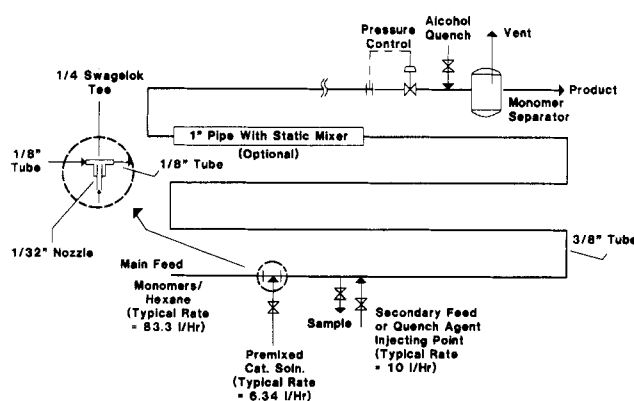 Pressure
Control
Alcohol
Quench
Vent
Product
Monomer
Separator
1/4 Swagelok
Tee
1" Pipe With Static Mixer
(Optional)
1/8"
Tube
1/8" Tube
1/32" Nozzle
3/8" Tube
Main Feed
Monomers/
Hexane
(Typical Rate
= 83.3 l/Hr)
Sample
Secondary Feed
or Quench Agent
Injecting Point
(Typical Rate
= 10 l/Hr)
Premixed
Cat. Soln.
(Typical Rate
= 6.34 l/Hr)